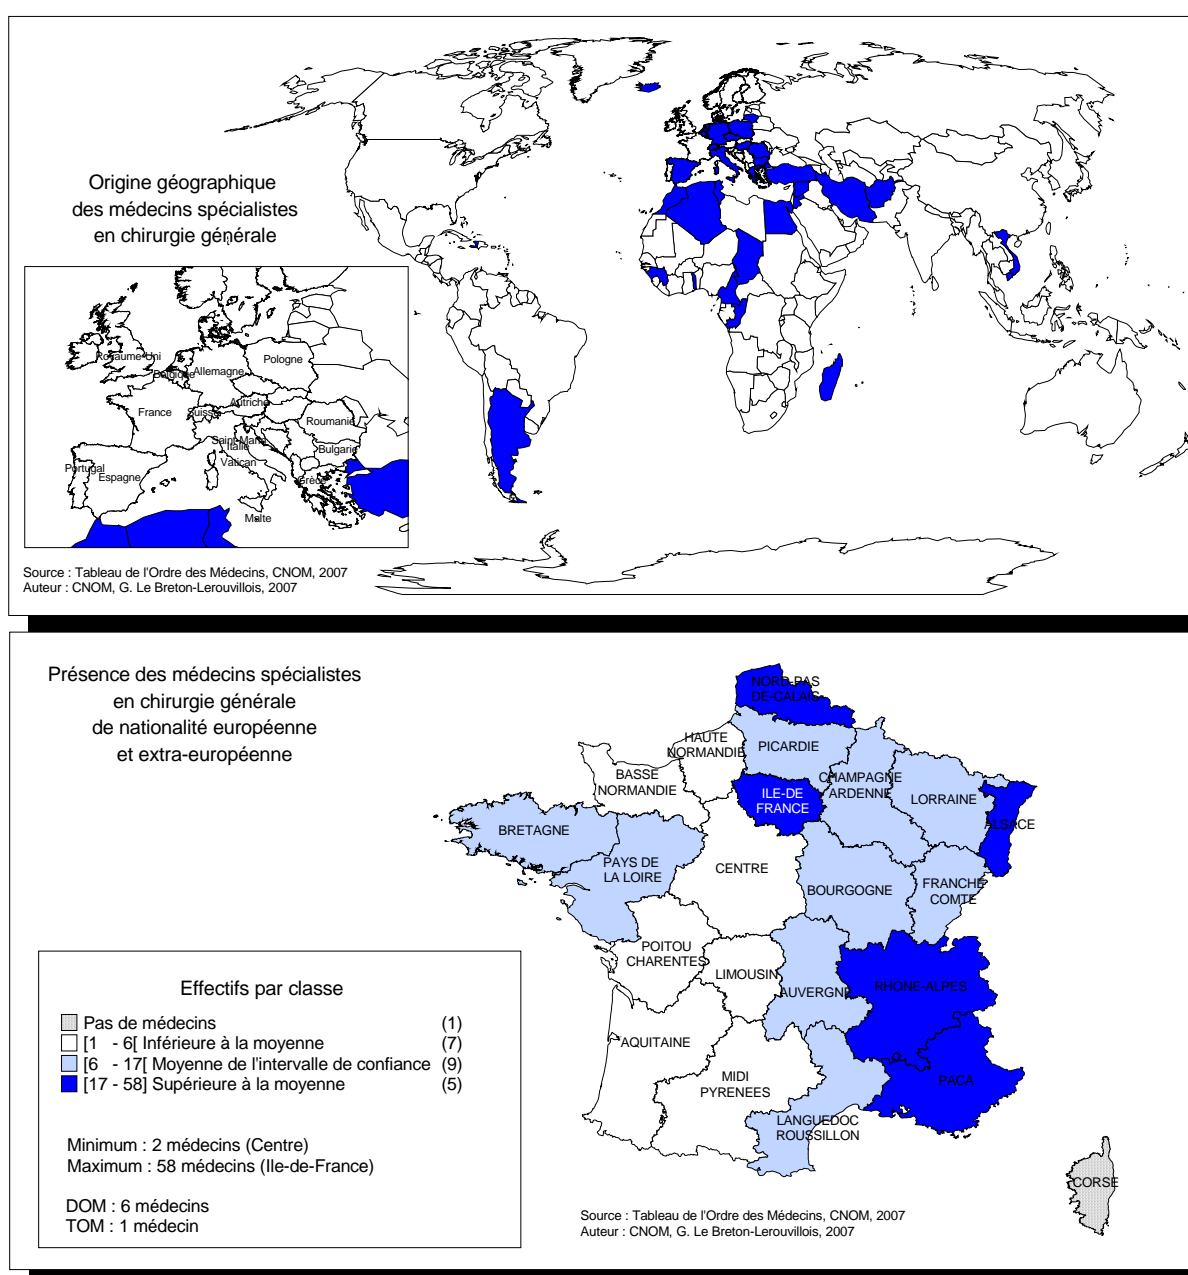 Origine géographique
des médecins spécialistes
en chirurgie générale
Royaume-Uni
Pologne
Belgique
Allemagne
France
Suisse
Autriche
Roumanie
Saint-Marin
Italie
Bulgarie
Vatican
Portugal
Espagne
Grèce
Malte
Source : Tableau de l'Ordre des Médecins, CNOM, 2007
Auteur : CNOM, G. Le Breton-Lerouvillois, 2007
Présence des médecins spécialistes
en chirurgie générale
de nationalité européenne
et extra-européenne
NORD-PAS
DE-CALAIS
HAUTE
NORMANDIE
PICARDIE
BASSE
NORMANDIE
CHAMPAGNE
ARDENNE
ILE-DE
FRANCE
LORRAINE
ALSACE
BRETAGNE
PAYS DE
LA LOIRE
CENTRE
BOURGOGNE
FRANCHE
COMTE
POITOU
CHARENTES
LIMOUSIN
AUVERGNE
RHONE-ALPES
AQUITAINE
MIDI
PYRENEES
PACA
LANGUEDOC
ROUSSILLON
CORSE
Effectifs par classe
Pas de médecins (1)
[1 - 6[ Inférieure à la moyenne (7)
[6 - 17[ Moyenne de l'intervalle de confiance (9)
[17 - 58] Supérieure à la moyenne (5)
Minimum : 2 médecins (Centre)
Maximum : 58 médecins (Ile-de-France)
DOM : 6 médecins
TOM : 1 médecin
Source : Tableau de l'Ordre des Médecins, CNOM, 2007
Auteur : CNOM, G. Le Breton-Lerouvillois, 2007